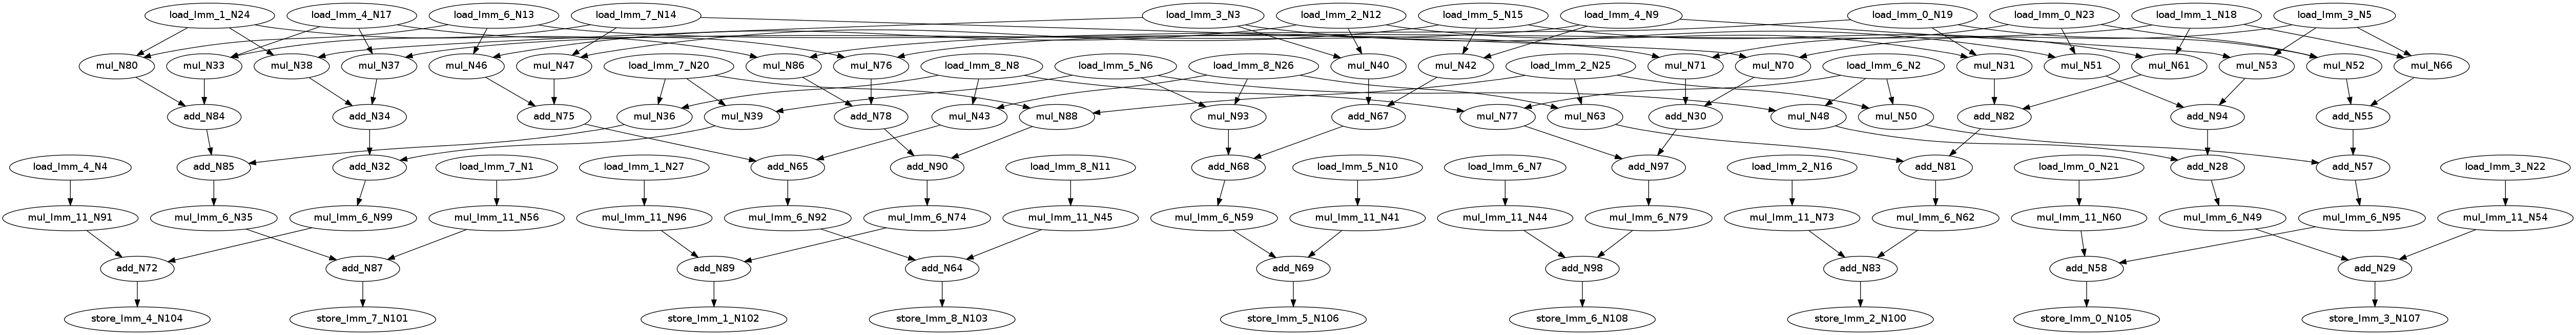 load_Imm_1_N24 load_Imm_4_N17 load_Imm_6_N13 load_Imm_7_N14 load_Imm_3_N3 load_Imm_2_N12 load_Imm_5_N15 load_Imm_4_N9 load_Imm_0_N19 load_Imm_0_N23 load_Imm_1_N18 load_Imm_3_N5
mul_N80 mul_N33 mul_N38 mul_N37 mul_N46 mul_N47 load_Imm_7_N20 mul_N86 mul_N76 load_Imm_8_N8 load_Imm_5_N6 load_Imm_8_N26 mul_N40 mul_N42 load_Imm_2_N25 mul_N71 mul_N70 load_Imm_6_N2 mul_N31 mul_N51 mul_N61 mul_N53 mul_N52 mul_N66
add_N84 add_N34 add_N75 mul_N36 mul_N39 add_N78 mul_N43 mul_N88 mul_N93 add_N67 mul_N77 mul_N63 add_N30 mul_N48 mul_N50 add_N82 add_N94 add_N55
load_Imm_4_N4 add_N85 add_N32 load_Imm_7_N1 load_Imm_1_N27 add_N65 add_N90 load_Imm_8_N11 add_N68 load_Imm_5_N10 load_Imm_6_N7 add_N97 load_Imm_2_N16 add_N81 load_Imm_0_N21 add_N28 add_N57 load_Imm_3_N22
mul_Imm_11_N91 mul_Imm_6_N35 mul_Imm_6_N99 mul_Imm_11_N56 mul_Imm_11_N96 mul_Imm_6_N92 mul_Imm_6_N74 mul_Imm_11_N45 mul_Imm_6_N59 mul_Imm_11_N41 mul_Imm_11_N44 mul_Imm_6_N79 mul_Imm_11_N73 mul_Imm_6_N62 mul_Imm_11_N60 mul_Imm_6_N49 mul_Imm_6_N95 mul_Imm_11_N54
add_N72 add_N87 add_N89 add_N64 add_N69 add_N98 add_N83 add_N58 add_N29
store_Imm_4_N104 store_Imm_7_N101 store_Imm_1_N102 store_Imm_8_N103 store_Imm_5_N106 store_Imm_6_N108 store_Imm_2_N100 store_Imm_0_N105 store_Imm_3_N107